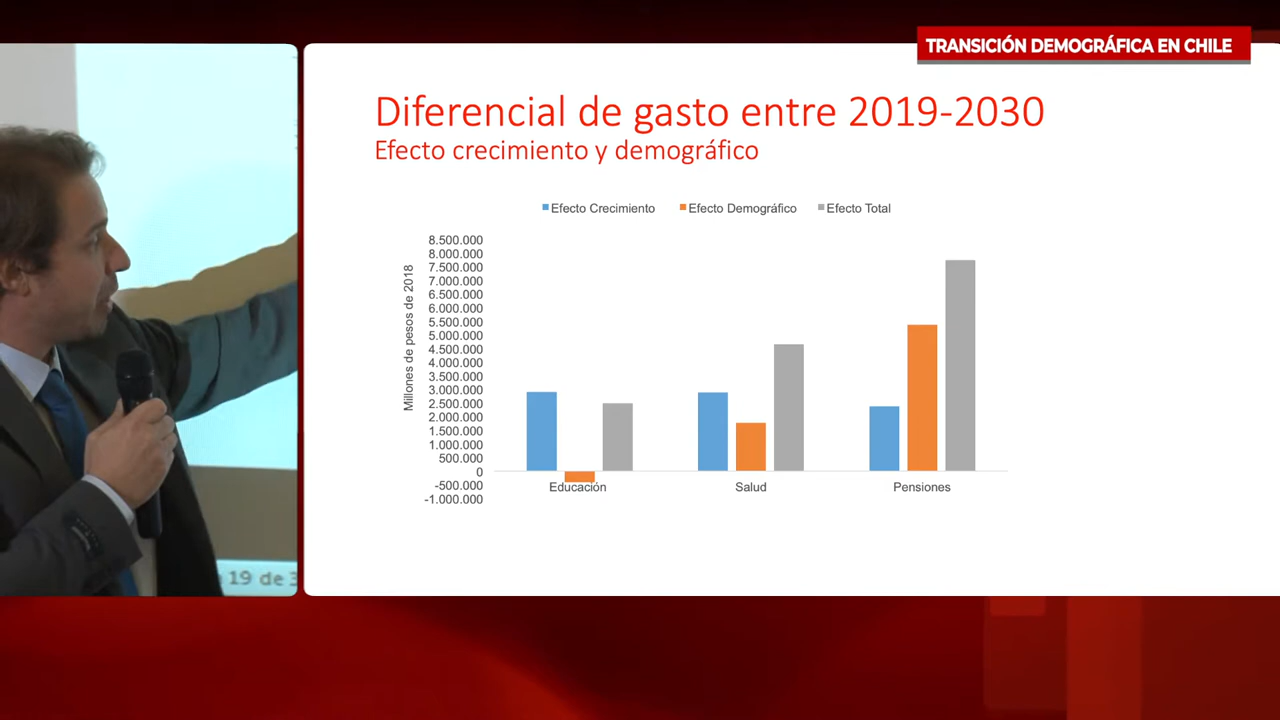 TRANSICIÓN DEMOGRÁFICA EN CHILE
Diferencial de gasto entre 2019-2030
Efecto crecimiento y demográfico
Efecto Crecimiento Efecto Demográfico Efecto Total
Millones de pesos de 2018
8.500.000
8.000.000
7.500.000
7.000.000
6.500.000
6.000.000
5.500.000
5.000.000
4.500.000
4.000.000
3.500.000
3.000.000
2.500.000
2.000.000
1.500.000
1.000.000
500.000
0
-500.000
-1.000.000
Educación Salud Pensiones
19 de